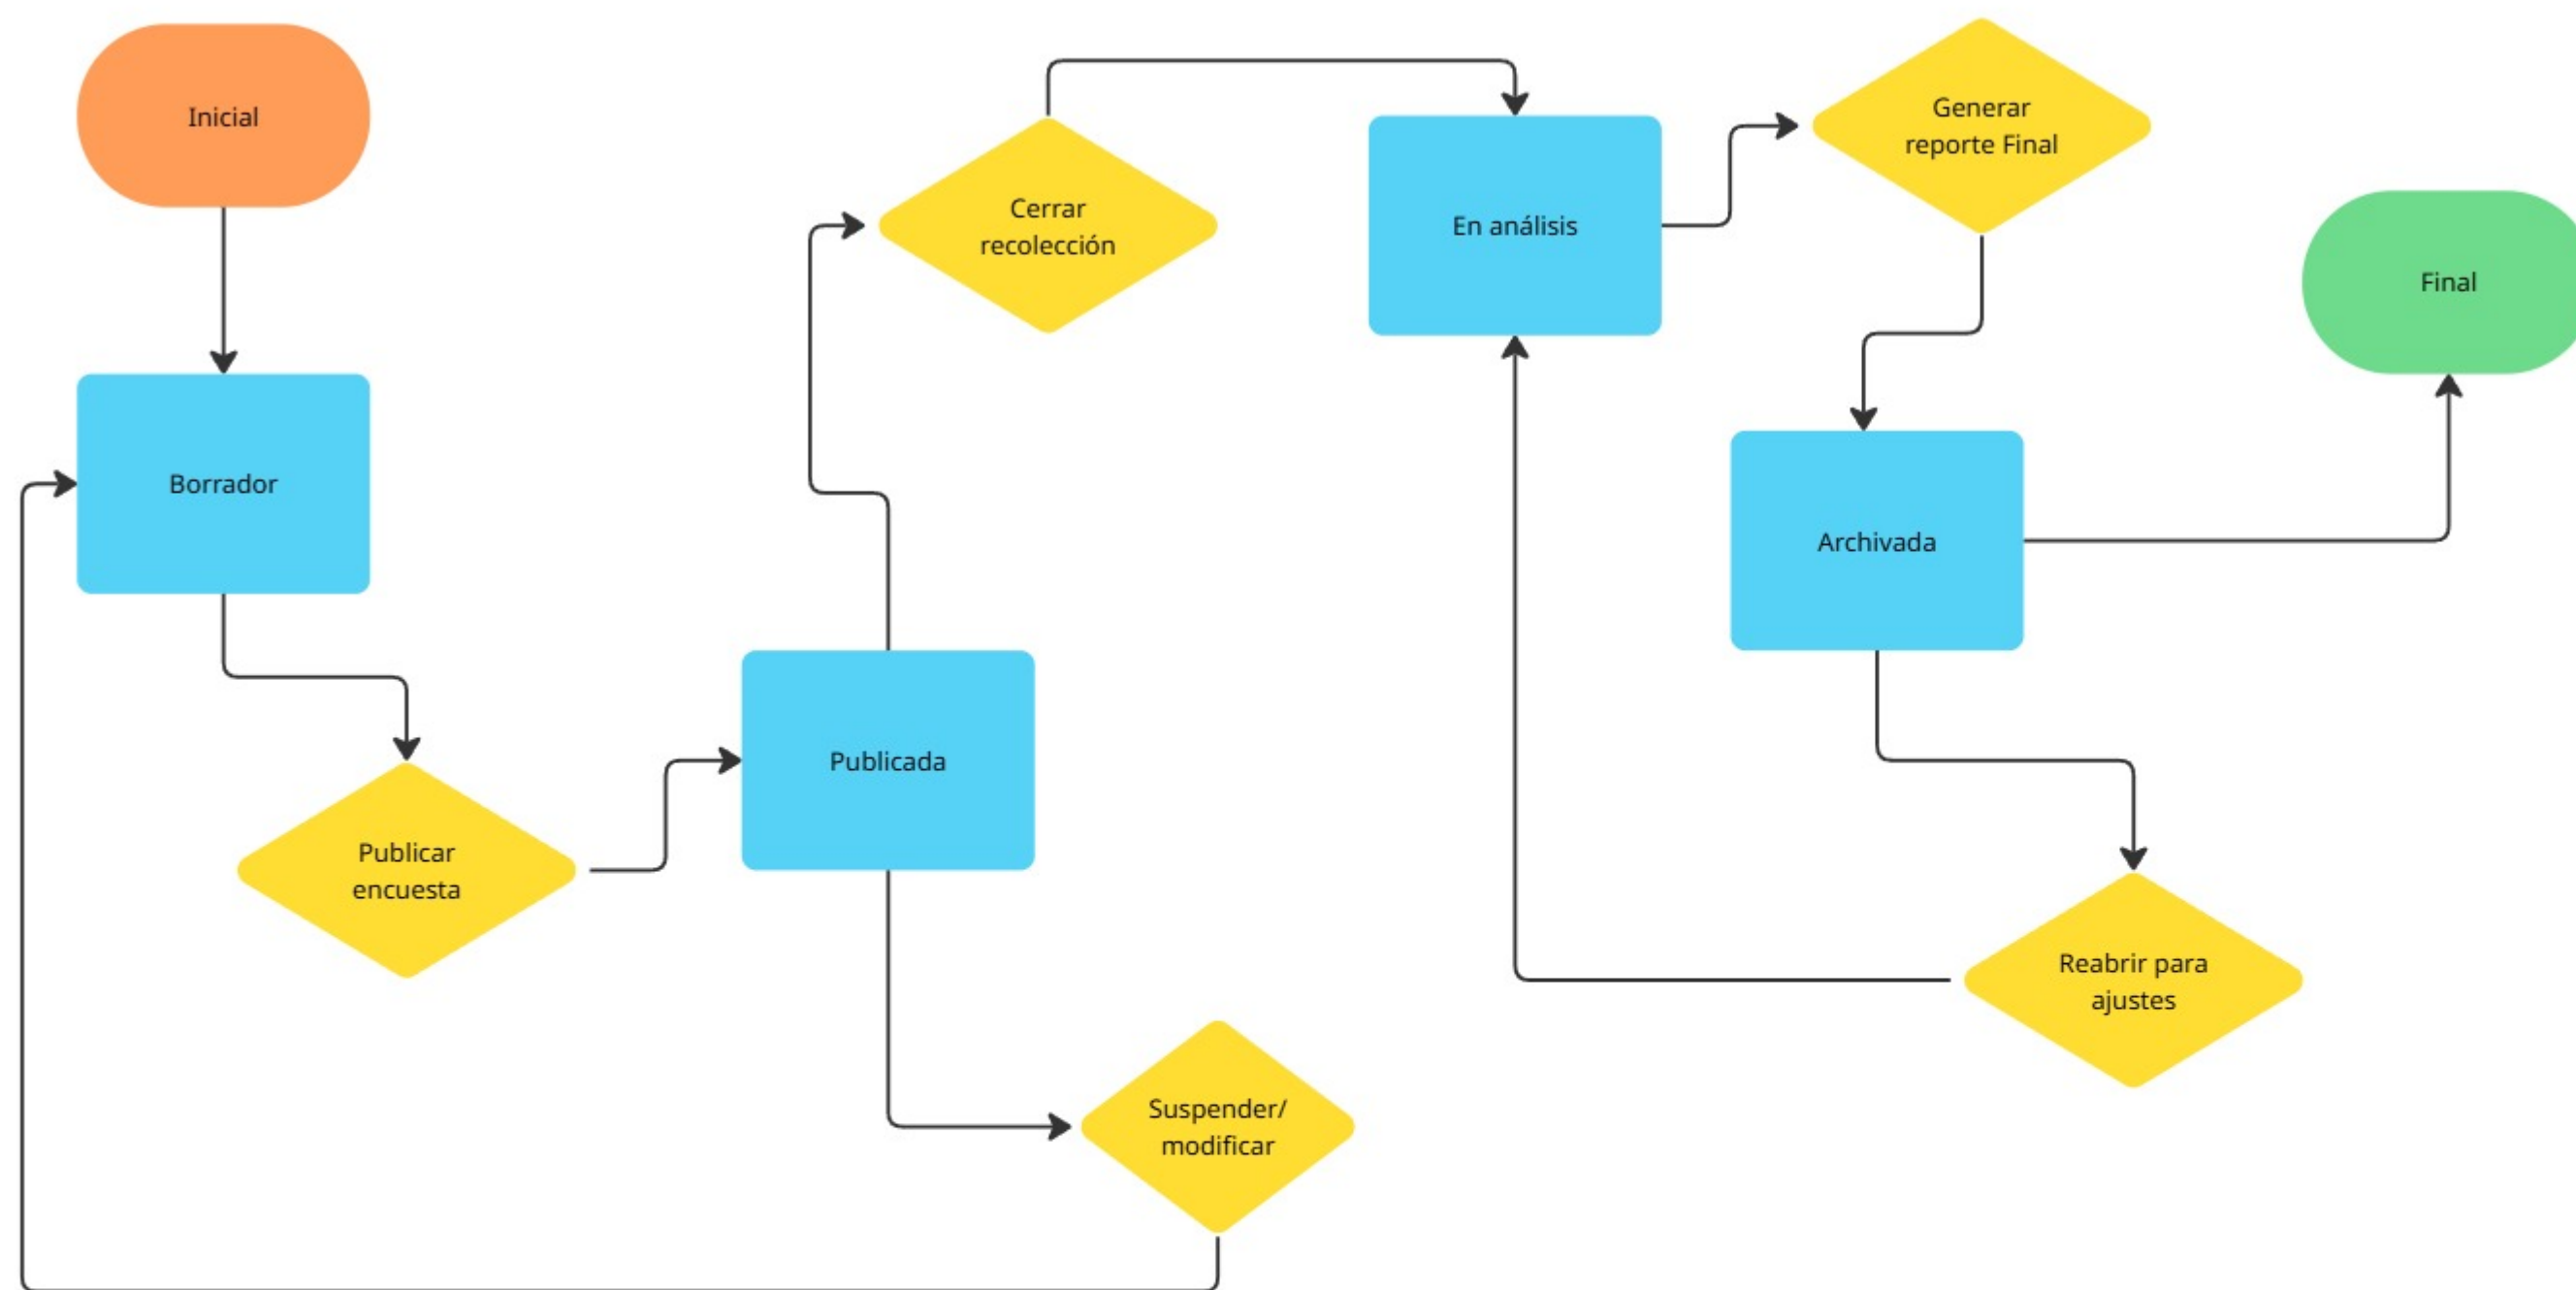 Inicial
Borrador
Publicar
encuesta
Publicada
Cerrar
recolección
Suspender/
modificar
En análisis
Generar
reporte Final
Archivada
Reabrir para
ajustes
Final